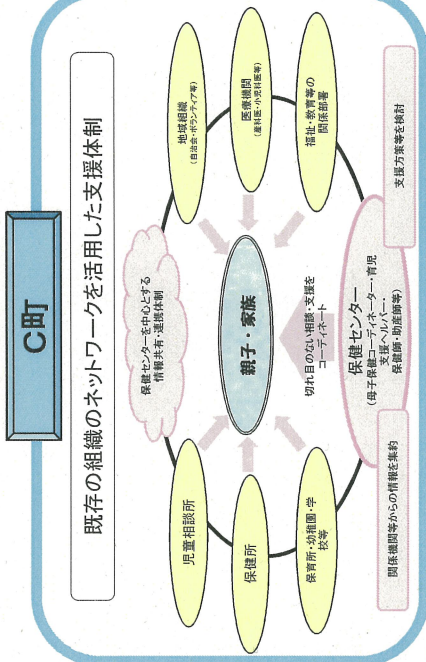 C町
既存の組織のネットワークを活用した支援体制
保健センターを中心とする
情報共有・連携体制
児童相談所
保健所
保育所・幼稚園・学
校等
地域組織
(自治会・ボランティア等)
医療機関
(産科医・小児科医等)
福祉・教育等の
関係部署
親子・家族
切れ目のない相談・支援を
コーディネート
保健センター
(母子保健コーディネーター・育児
支援ヘルパー・
保健師・助産師等)
関係機関等からの情報を集約
支援方策等を検討